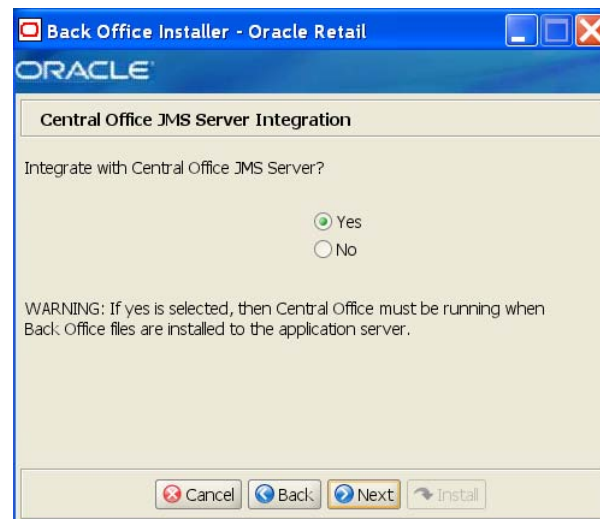 Back Office Installer - Oracle Retail
ORACLE
Central Office JMS Server Integration
Integrate with Central Office JMS Server?
Yes
No
WARNING: If yes is selected, then Central Office must be running when
Back Office files are installed to the application server.
Cancel
Back
Next
Install